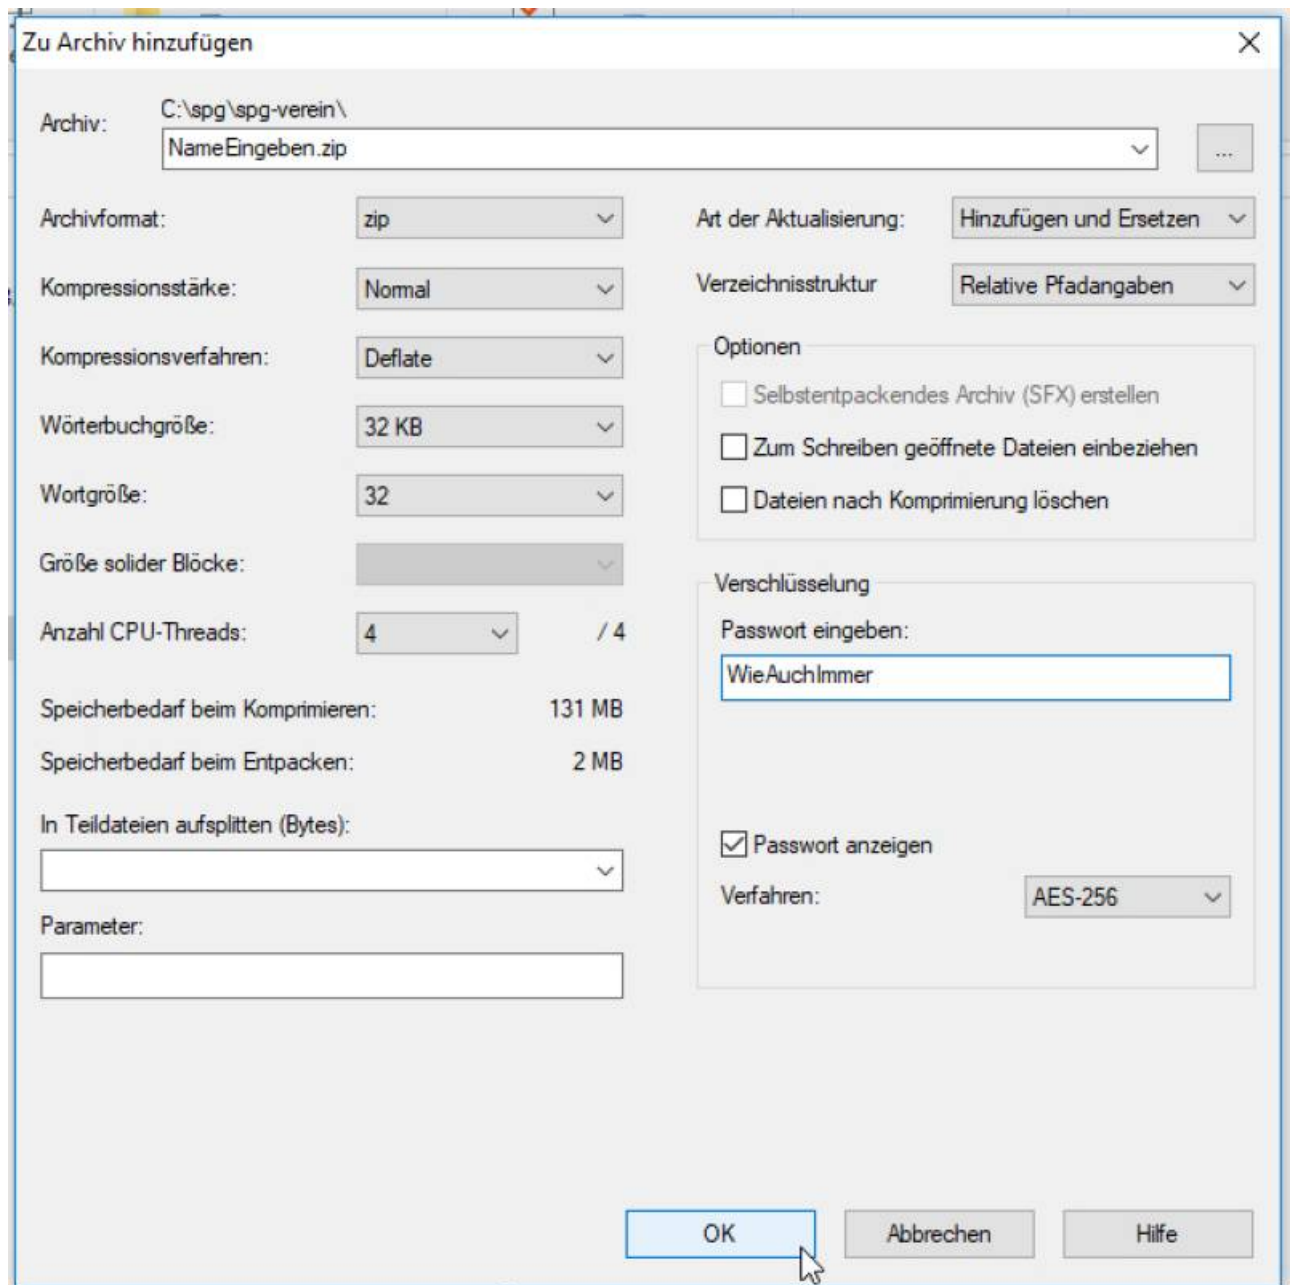 Zu Archiv hinzufügen
C:\spg\spg-verein\
Archiv:
NameEingeben.zip
...
Archivformat: zip
Art der Aktualisierung: Hinzufügen und Ersetzen
Kompressionsstärke: Normal
Verzeichnisstruktur Relative Pfadangaben
Kompressionsverfahren: Deflate
Wörterbuchgröße: 32 KB
Wortgröße: 32
Größe solider Blöcke:
Anzahl CPU-Threads: 4 / 4
Speicherbedarf beim Komprimieren: 131 MB
Speicherbedarf beim Entpacken: 2 MB
In Teildateien aufsplitten (Bytes):
Parameter:
Optionen
Selbstentpackendes Archiv (SFX) erstellen
Zum Schreiben geöffnete Dateien einbeziehen
Dateien nach Komprimierung löschen
Verschlüsselung
Passwort eingeben:
WieAuchImmer
Passwort anzeigen
Verfahren: AES-256
OK Abbrechen Hilfe